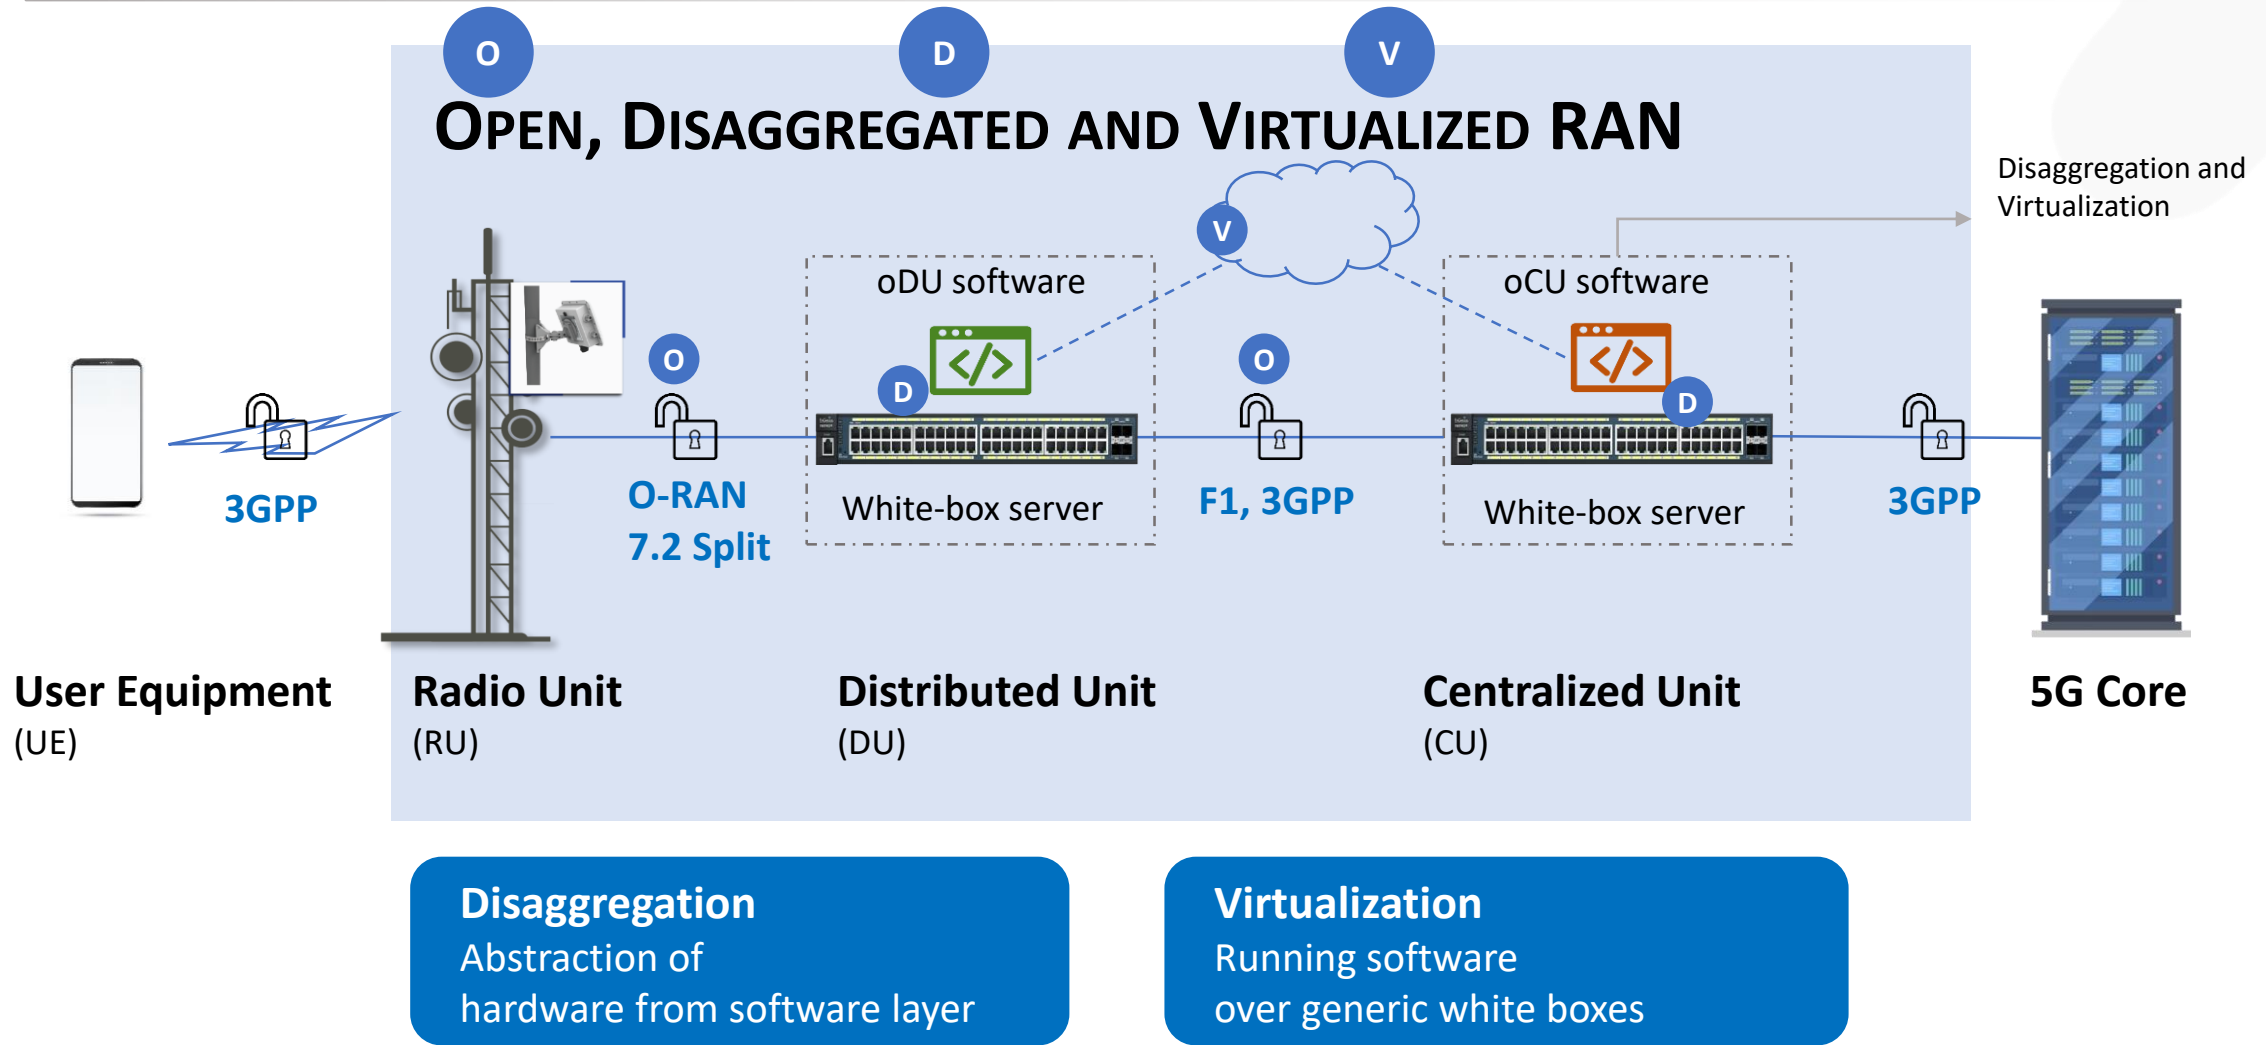 O
D
V
OPEN, DISAGGREGATED AND VIRTUALIZED RAN
Disaggregation and
Virtualization
V
oDU software
oCU software
O
O
D
D
3GPP
O-RAN
7.2 Split
White-box server
F1, 3GPP
White-box server
3GPP
User Equipment
(UE)
Radio Unit
(RU)
Distributed Unit
(DU)
Centralized Unit
(CU)
5G Core
Disaggregation
Abstraction of
hardware from software layer
Virtualization
Running software
over generic white boxes